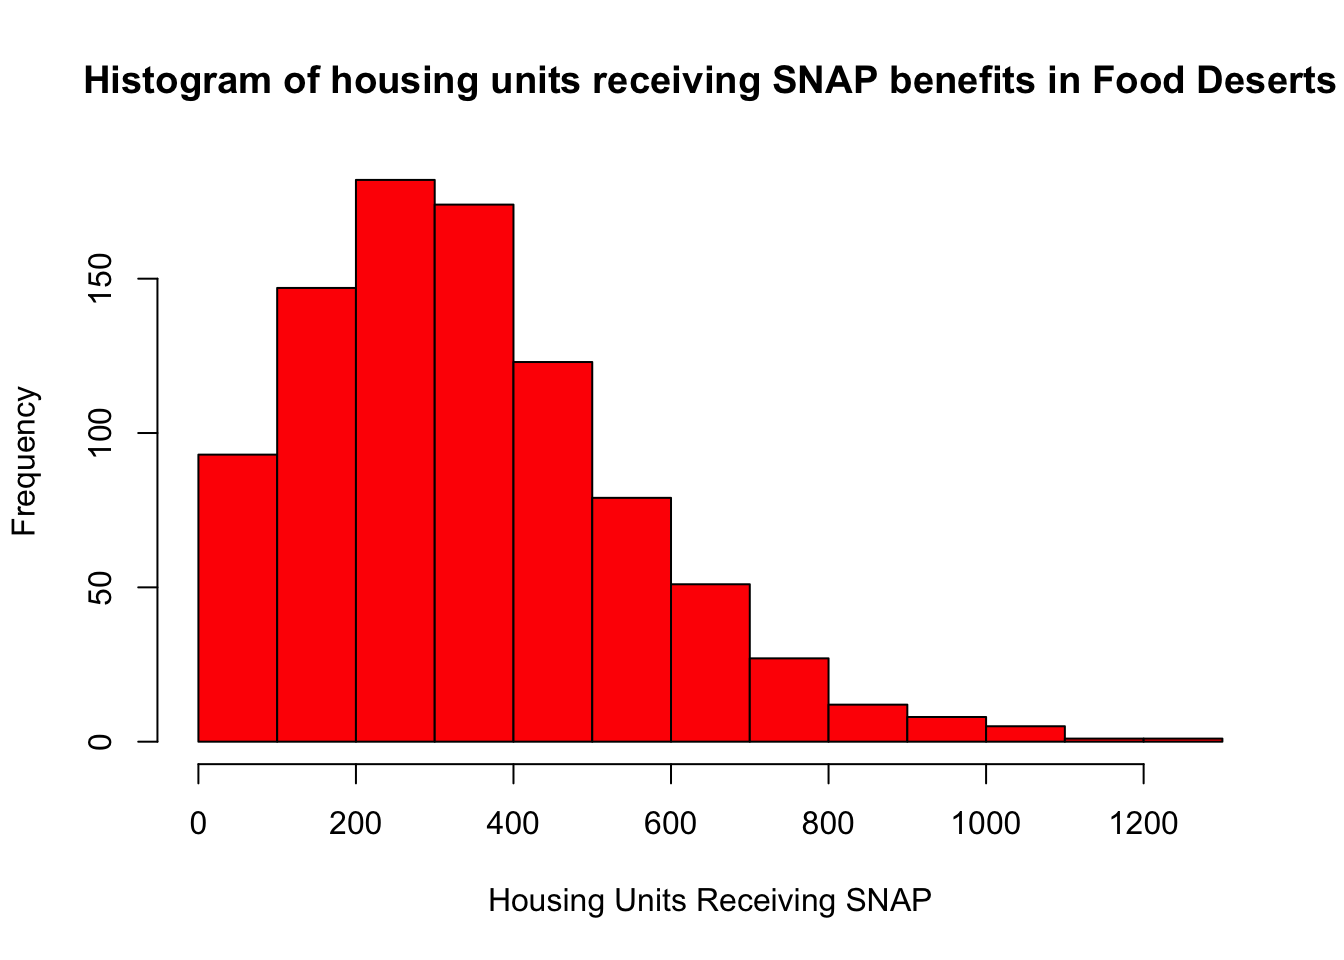 Histogram of housing units receiving SNAP benefits in Food Deserts
Frequency
150
100
50
0
0 200 400 600 800 1000 1200
Housing Units Receiving SNAP